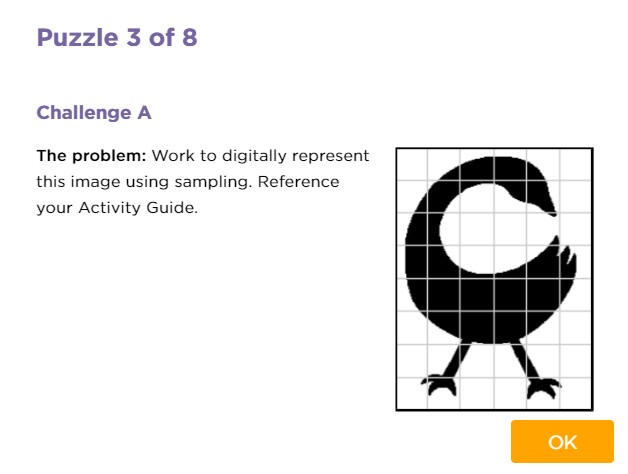 Puzzle 3 of 8
Challenge A
The problem: Work to digitally represent
this image using sampling. Reference
your Activity Guide.
OK